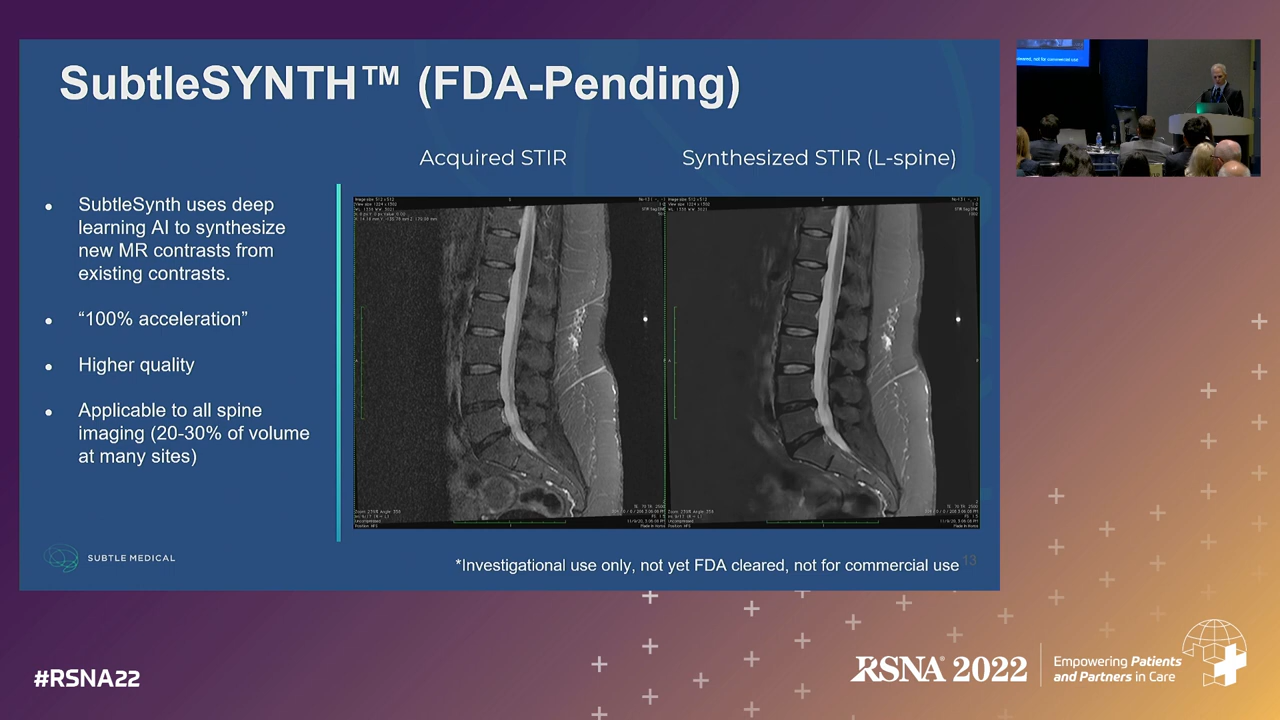 SubtleSYNTH™ (FDA-Pending)
Acquired STIR
Synthesized STIR (L-spine)
SubtleSynth uses deep
learning AI to synthesize
new MR contrasts from
existing contrasts.
“100% acceleration”
Higher quality
Applicable to all spine
imaging (20-30% of volume
at many sites)
SUBTLE MEDICAL
*Investigational use only, not yet FDA cleared, not for commercial use
13
#RSNA22
RSNA® 2022
Empowering Patients
and Partners in Care